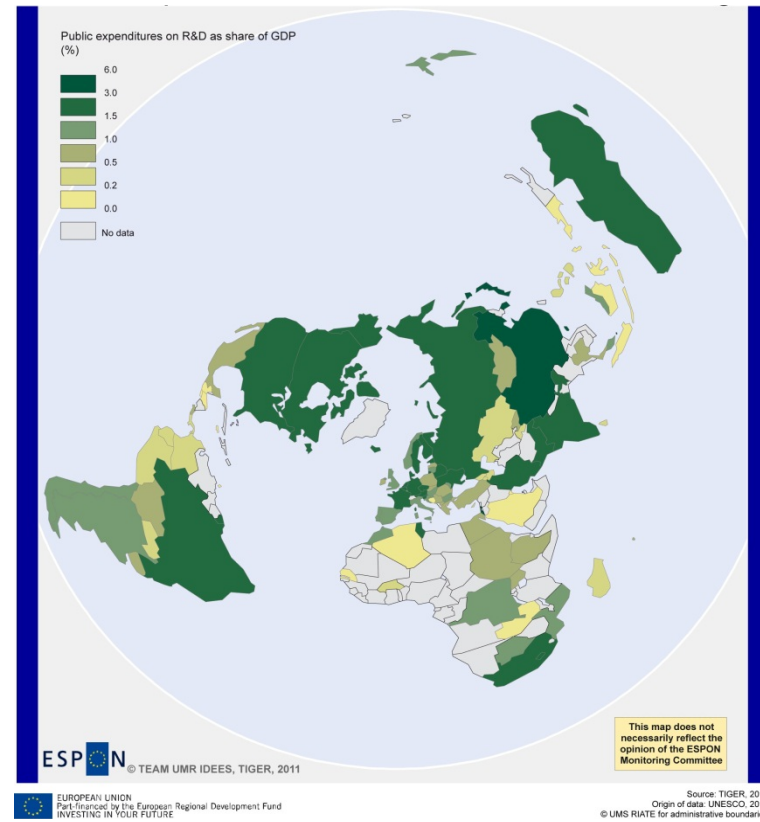 Public expenditures on R&D as share of GDP
(%)
6.0
3.0
1.5
1.0
0.5
0.2
0.0
No data
This map does not
necessarily reflect the
opinion of the ESPON
Monitoring Committee
ESPON © TEAM UMR IDEES, TIGER, 2011
EUROPEAN UNION
Part-financed by the European Regional Development Fund
INVESTING IN YOUR FUTURE
Source: TIGER, 20
Origin of data: UNESCO, 20
© UMS RIATE for administrative boundari